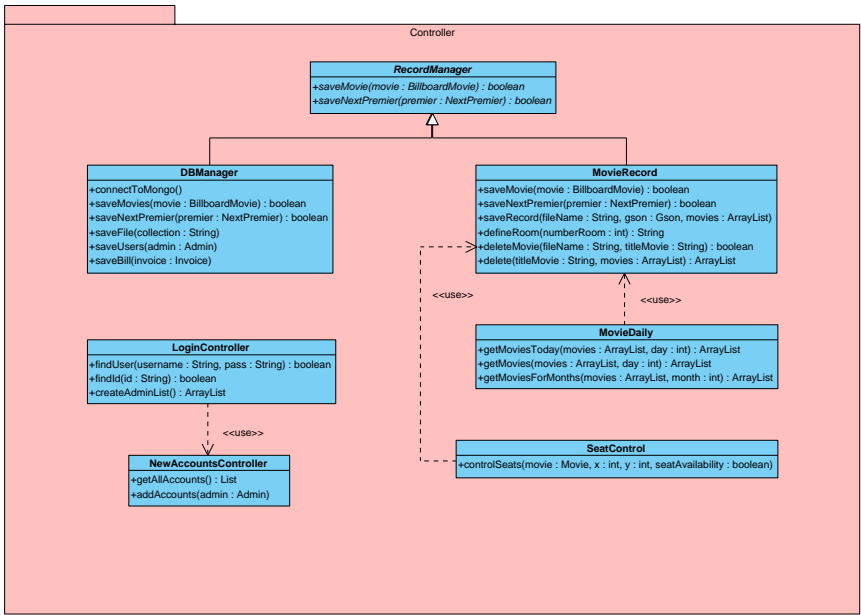 Controller
RecordManager
+saveMovie(movie : BillboardMovie) : boolean
+saveNextPremier(premier : NextPremier) : boolean
DBManager
+connectToMongo()
+saveMovies(movie : BillboardMovie) : boolean
+saveNextPremier(premier : NextPremier) : boolean
+saveFile(collection : String)
+saveUsers(admin : Admin)
+saveBill(invoice : Invoice)
MovieRecord
+saveMovie(movie : BillboardMovie) : boolean
+saveNextPremier(premier : NextPremier) : boolean
+saveRecord(fileName : String, gson : Gson, movies : ArrayList)
+defineRoom(numberRoom : int) : String
+deleteMovie(fileName : String, titleMovie : String) : boolean
+delete(titleMovie : String, movies : ArrayList) : ArrayList
<<use>>
<<use>>
MovieDaily
+getMoviesToday(movies : ArrayList, day : int) : ArrayList
+getMovies(movies : ArrayList, day : int) : ArrayList
+getMoviesForMonths(movies : ArrayList, month : int) : ArrayList
LoginController
+findUser(username : String, pass : String) : boolean
+findId(id : String) : boolean
+createAdminList() : ArrayList
<<use>>
NewAccountsController
+getAllAccounts() : List
+addAccounts(admin : Admin)
SeatControl
+controlSeats(movie : Movie, x : int, y : int, seatAvailability : boolean)